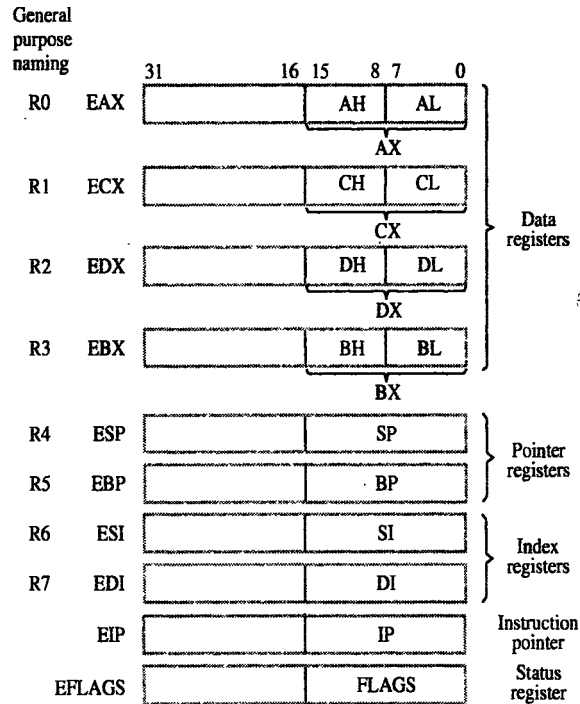 General
purpose
naming
31 16 15 8 7 0
R0 EAX AH AL
AX
R1 ECX CH CL
CX
Data
registers
R2 EDX DH DL
DX
R3 EBX BH BL
BX
R4 ESP SP
Pointer
registers
R5 EBP BP
R6 ESI SI
Index
registers
R7 EDI DI
EIP IP
Instruction
pointer
EFLAGS FLAGS
Status
register